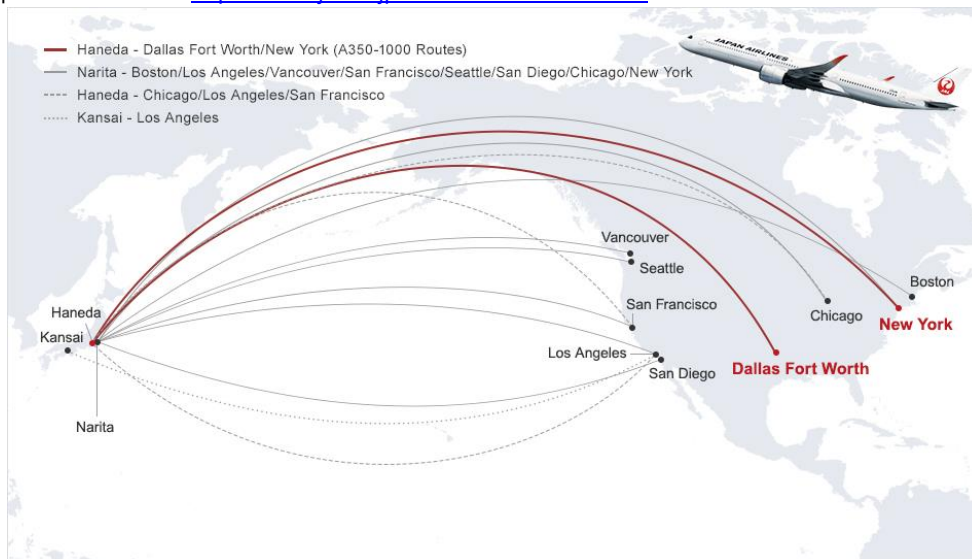 Haneda - Dallas Fort Worth/New York (A350-1000 Routes)
Narita - Boston/Los Angeles/Vancouver/San Francisco/Seattle/San Diego/Chicago/New York
Haneda - Chicago/Los Angeles/San Francisco
Kansai - Los Angeles
JAPAN AIRLINES
Vancouver
Seattle
Boston
San Francisco
Haneda
Chicago
New York
Kansai
Los Angeles
San Diego
Dallas Fort Worth
Narita